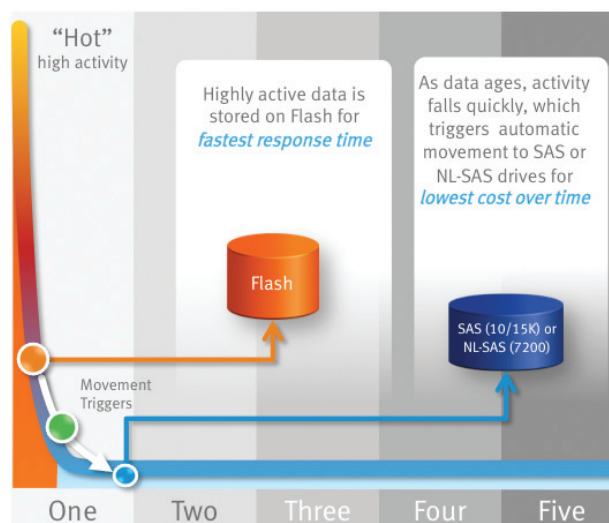 “Hot”
high activity
Highly active data is
stored on Flash for
fastest response time
As data ages, activity
falls quickly, which
triggers automatic
movement to SAS or
NL-SAS drives for
lowest cost over time
Flash
SAS (10/15K) or
NL-SAS (7200)
Movement
Triggers
One Two Three Four Five